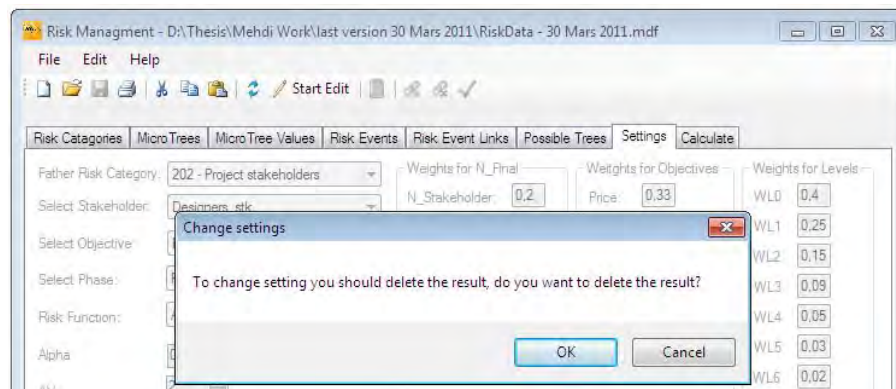 Risk Managment - D:\Thesis\Mehdi Work\last version 30 Mars 2011\RiskData - 30 Mars 2011.mdf
File Edit Help
Start Edit
Risk Catagories MicroTrees MicroTree Values Risk Events Risk Event Links Possible Trees Settings Calculate
Father Risk Category: 202 - Project stakeholders Weights for N_Final Weitghts for Objectives Weights for Levels
N_Stakeholder: 0,2 Price: 0,33 WL0 0,4
Select Stakeholder: Designers_stk
Change settings
WL1 0,25
Select Objective
WL2 0,15
To change setting you should delete the result, do you want to delete the result?
Select Phase:
WL3 0,09
Risk Function:
WL4 0,05
OK Cancel
Alpha
WL5 0,03
WL6 0,02